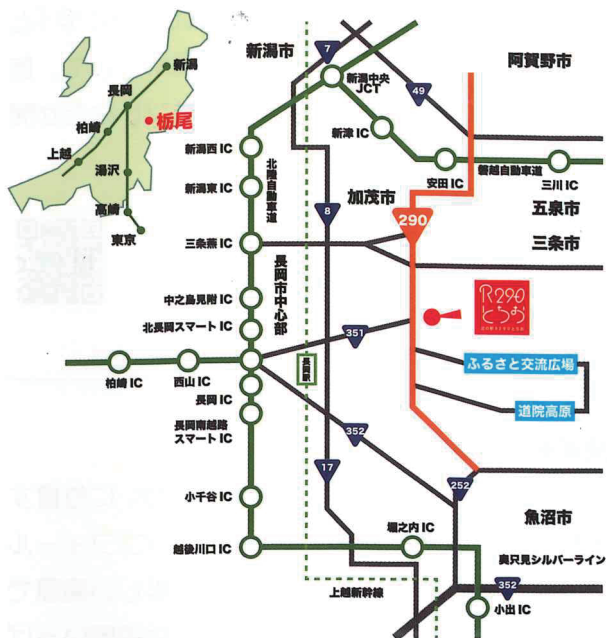 新潟
長岡
栃尾
柏崎
上越
湯沢
高崎
東京
新潟市
7
新潟中央
JCT
阿賀野市
49
新津 IC
新潟西 IC
北陸自動車道
安田 IC
磐越自動車道
三川 IC
新潟東 IC
加茂市
8
290
五泉市
三条市
三条燕 IC
長岡市中心部
中之島見附 IC
北長岡スマート IC
R290
とちお
351
長岡駅
ふるさと交流広場
柏崎 IC
西山 IC
長岡 IC
道院高原
長岡南越路
スマート IC
352
17
252
小千谷 IC
魚沼市
堀之内 IC
越後川口 IC
奥只見シルバーライン
352
上越新幹線
小出 IC